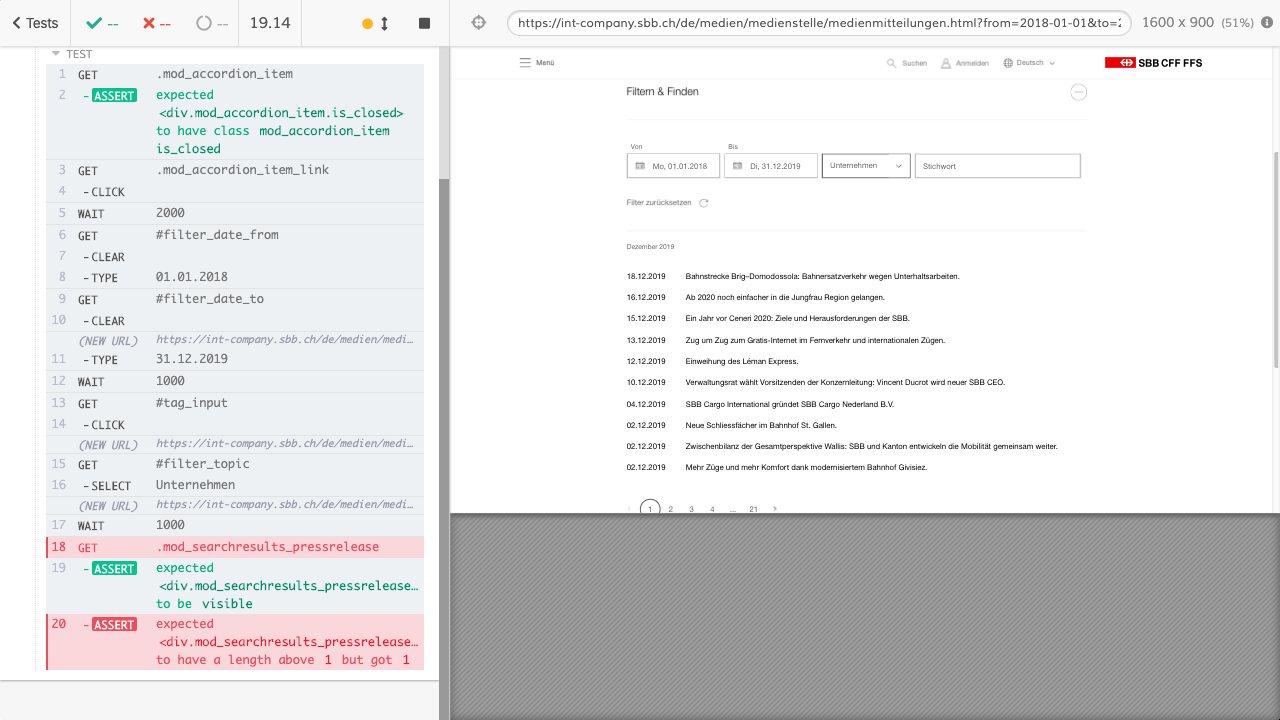 Tests
--
--
--
19.14
https://int-company.sbb.ch/de/medien/medienstelle/medienmitteilungen.html?from=2018-01-01&to=2
1600 x 900 (51%)
TEST
1 GET .mod_accordion_item
2 -ASSERT expected
<div.mod_accordion_item.is_closed>
to have class mod_accordion_item
is_closed
3 GET .mod_accordion_item_link
4 -CLICK
5 WAIT 2000
6 GET #filter_date_from
7 -CLEAR
8 -TYPE 01.01.2018
9 GET #filter_date_to
10 -CLEAR
(NEW URL) https://int-company.sbb.ch/de/medien/medi…
11 -TYPE 31.12.2019
12 WAIT 1000
13 GET #tag_input
14 -CLICK
(NEW URL) https://int-company.sbb.ch/de/medien/medi…
15 GET #filter_topic
16 -SELECT Unternehmen
(NEW URL) https://int-company.sbb.ch/de/medien/medi…
17 WAIT 1000
18 GET .mod_searchresults_pressrelease
19 -ASSERT expected
<div.mod_searchresults_pressrelease…
to be visible
20 -ASSERT expected
<div.mod_searchresults_pressrelease…
to have a length above 1 but got 1
Menü
Suchen
Anmelden
Deutsch
SBB CFF FFS
Filtern & Finden
Von
Bis
Mo, 01.01.2018
Di, 31.12.2019
Unternehmen
Stichwort
Filter zurücksetzen
Dezember 2019
18.12.2019 Bahnstrecke Brig–Domodossola: Bahnersatzverkehr wegen Unterhaltsarbeiten.
16.12.2019 Ab 2020 noch einfacher in die Jungfrau Region gelangen.
15.12.2019 Ein Jahr vor Ceneri 2020: Ziele und Herausforderungen der SBB.
13.12.2019 Zug um Zug zum Gratis-Internet im Fernverkehr und internationalen Zügen.
12.12.2019 Einweihung des Léman Express.
10.12.2019 Verwaltungsrat wählt Vorsitzenden der Konzernleitung: Vincent Ducrot wird neuer SBB CEO.
04.12.2019 SBB Cargo International gründet SBB Cargo Nederland B.V.
02.12.2019 Neue Schliessfächer im Bahnhof St. Gallen.
02.12.2019 Zwischenbilanz der Gesamtperspektive Wallis: SBB und Kanton entwickeln die Mobilität gemeinsam weiter.
02.12.2019 Mehr Züge und mehr Komfort dank modernisiertem Bahnhof Givisiez.
1 2 3 4 ... 21